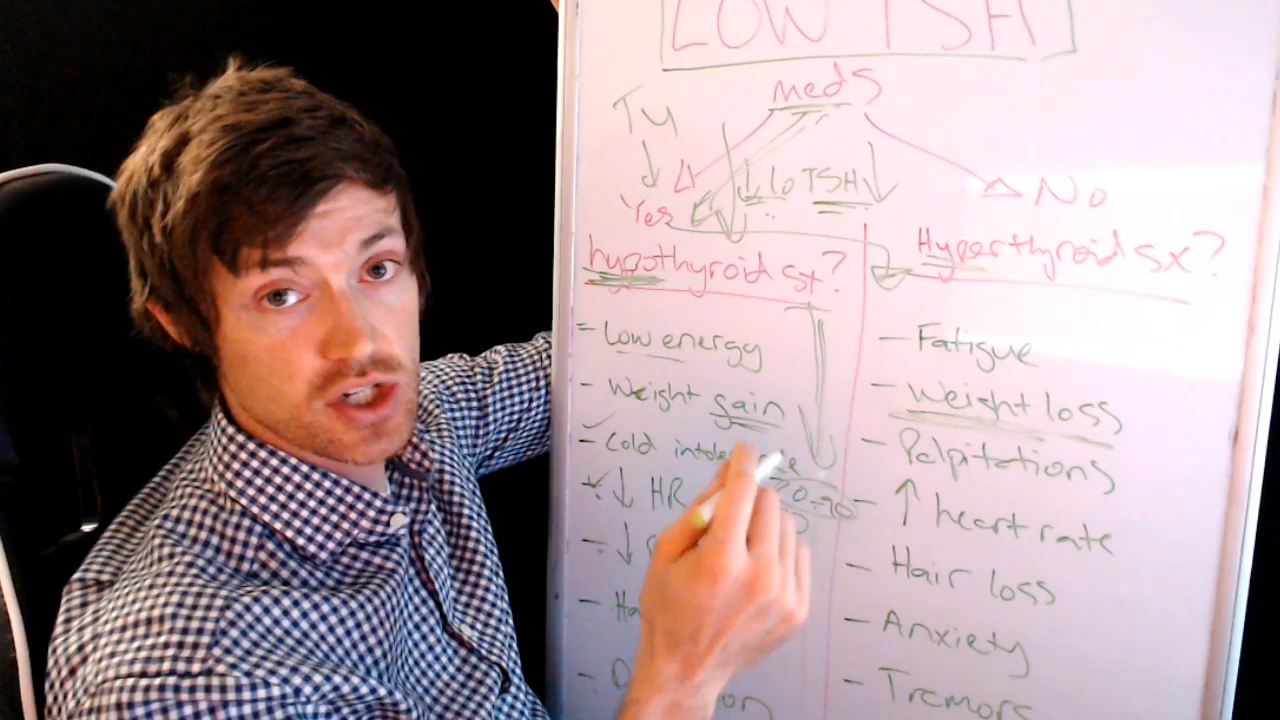 LOW TSH
meds
T4
↓ lo TSH ↓
Yes
No
hypothyroid sx?
- Low energy
- Weight gain
- Cold
↓ HR 70-90
↓
Hyperthyroid sx?
- Fatigue
- Weight loss
- Palpitations
- ↑ heart rate
- Hair loss
- Anxiety
- Tremors